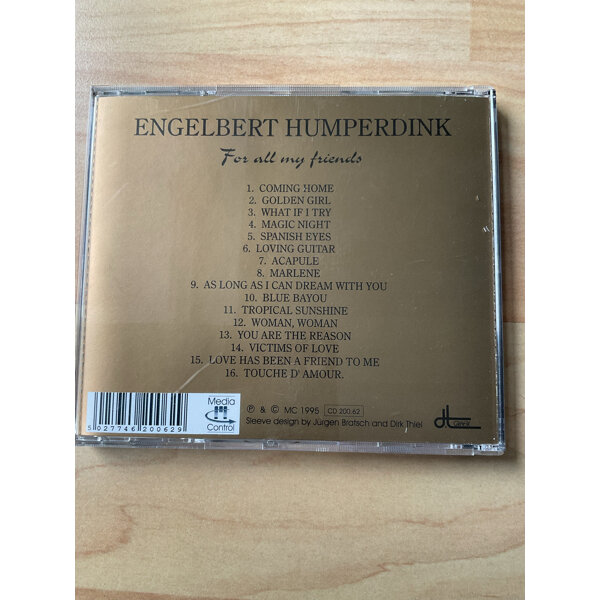 ENGELBERT HUMPERDINK
For all my friends
1. COMING HOME
2. GOLDEN GIRL
3. WHAT IF I TRY
4. MAGIC NIGHT
5. SPANISH EYES
6. LOVING GUITAR
7. ACAPULE
8. MARLENE
9. AS LONG AS I CAN DREAM WITH YOU
10. BLUE BAYOU
11. TROPICAL SUNSHINE
12. WOMAN, WOMAN
13. YOU ARE THE REASON
14. VICTIMS OF LOVE
15. LOVE HAS BEEN A FRIEND TO ME
16. TOUCHE D' AMOUR.
Media
Control
5 027746 200629
℗ & © MC 1995 CD 200.62
Sleeve design by Jürgen Bratsch and Dirk Thiel